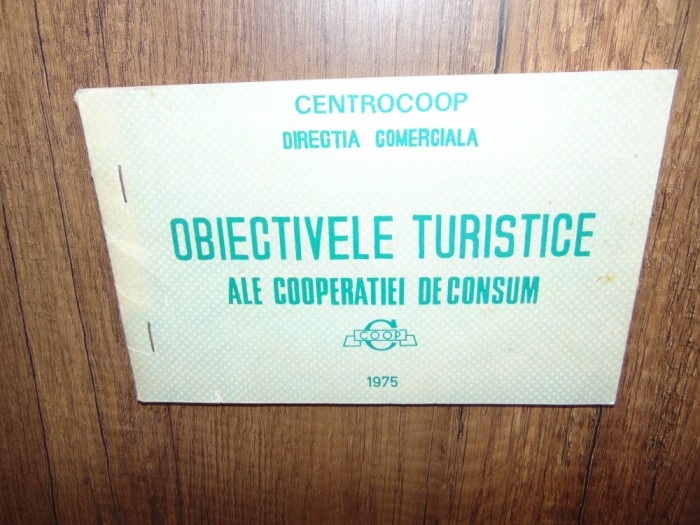 CENTROCOOP
DIRECTIA COMERCIALA
OBIECTIVELE TURISTICE
ALE COOPERATIEI DE CONSUM
COOP
1975